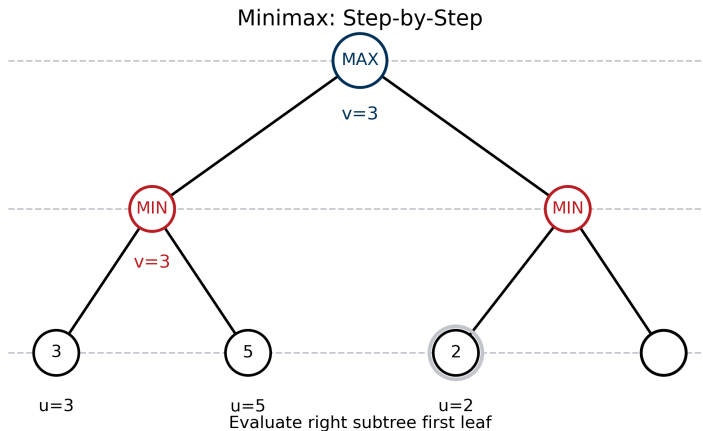 Minimax: Step-by-Step
MAX
v=3
MIN
MIN
v=3
3
5
2
u=3
u=5
u=2
Evaluate right subtree first leaf